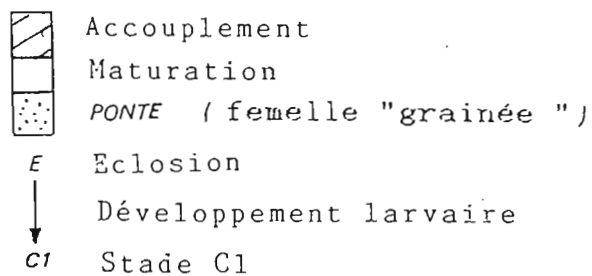 Accouplement
Maturation
PONTE ( femelle "grainée ")
E Eclosion
Développement larvaire
C1 Stade C1